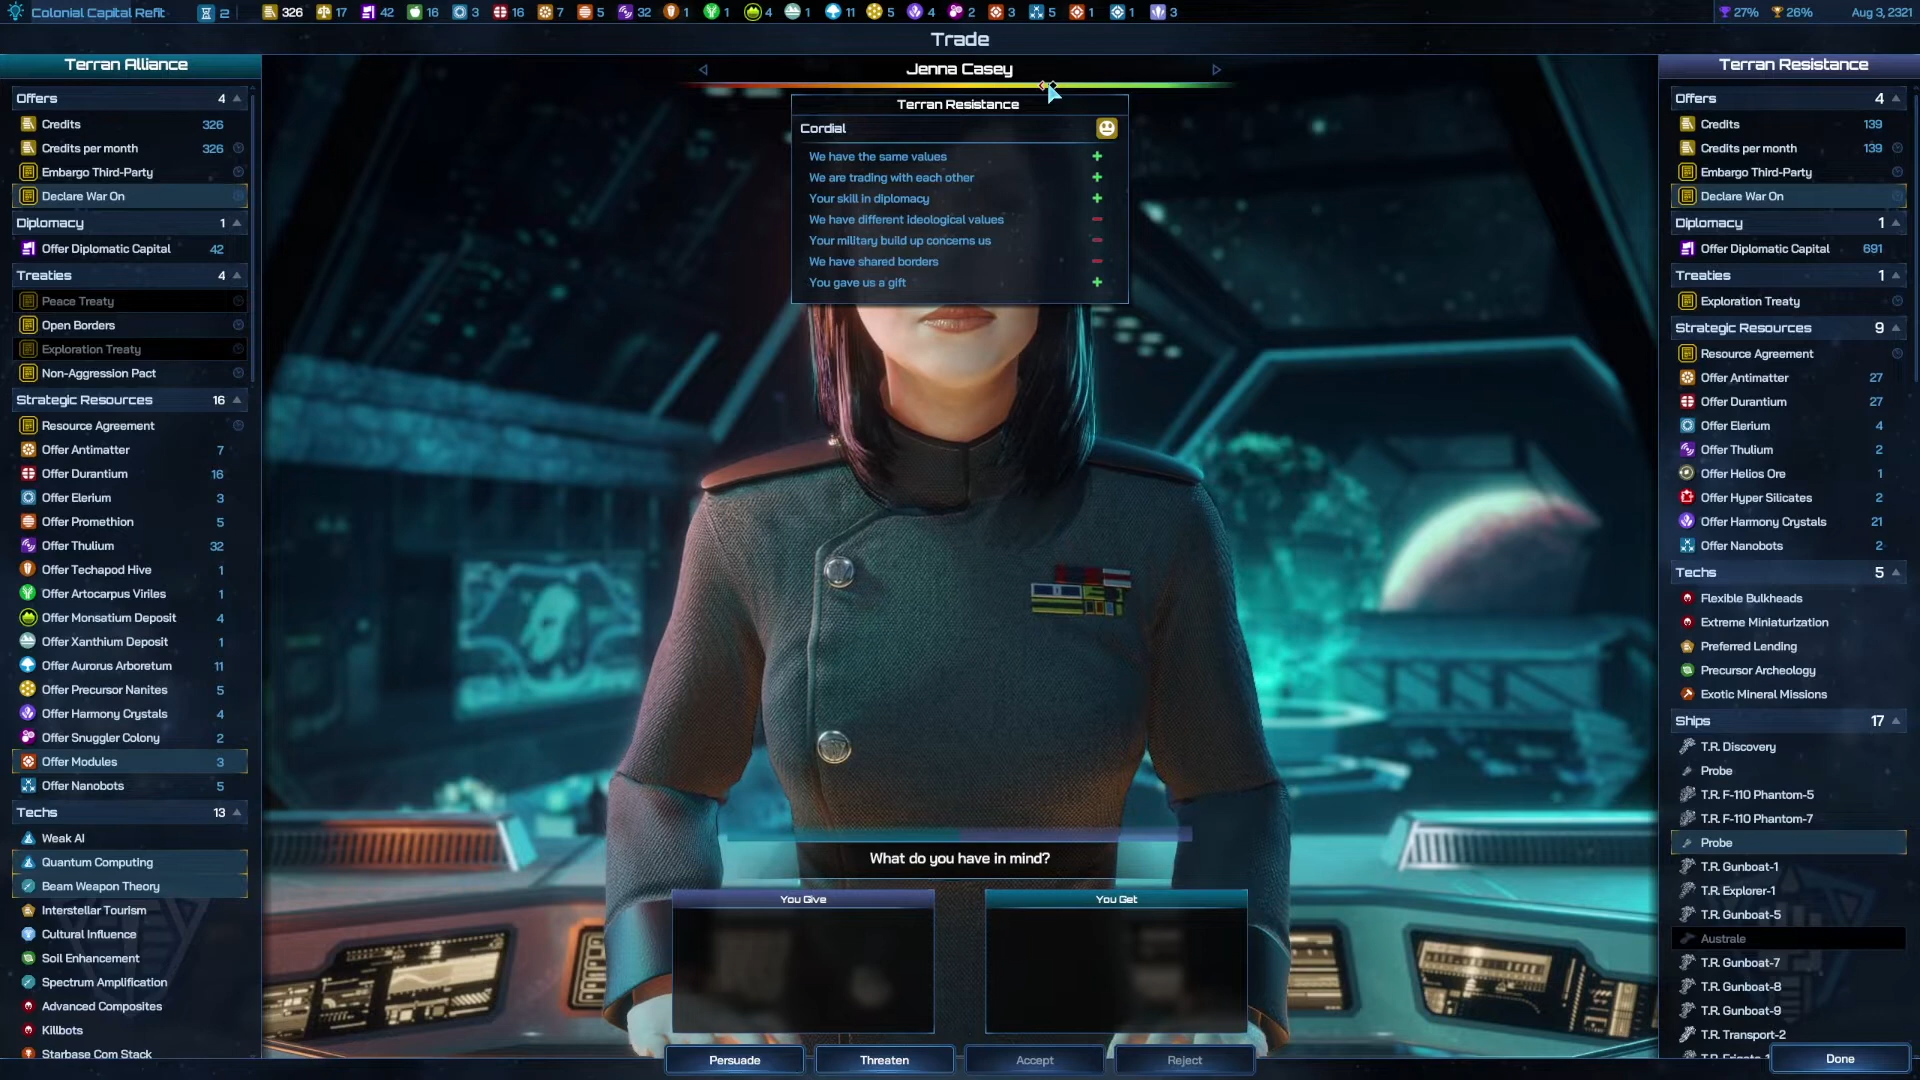 Colonial Capital Refit 2 326 17 42 16 3 16 7 5 32 1 1 4 1 11 5 4 2 3 5 1 1 3 27% 26% Aug 3, 2321
Trade
Terran Alliance
Offers 4
Credits 326
Credits per month 326
Embargo Third-Party
Declare War On
Diplomacy 1
Offer Diplomatic Capital 42
Treaties 4
Peace Treaty
Open Borders
Exploration Treaty
Non-Aggression Pact
Strategic Resources 16
Resource Agreement
Offer Antimatter 7
Offer Durantium 16
Offer Elerium 3
Offer Promethion 5
Offer Thulium 32
Offer Techapod Hive 1
Offer Artocarpus Viriles 1
Offer Monsatium Deposit 4
Offer Xanthium Deposit 1
Offer Aurorus Arboretum 11
Offer Precursor Nanites 5
Offer Harmony Crystals 4
Offer Snuggler Colony 2
Offer Modules 3
Offer Nanobots 5
Techs 13
Weak AI
Quantum Computing
Beam Weapon Theory
Interstellar Tourism
Cultural Influence
Soil Enhancement
Spectrum Amplification
Advanced Composites
Killbots
Starbase Com Stack
Jenna Casey
Terran Resistance
Cordial
We have the same values +
We are trading with each other +
Your skill in diplomacy +
We have different ideological values -
Your military build up concerns us -
We have shared borders -
You gave us a gift +
What do you have in mind?
You Give
You Get
Persuade
Threaten
Accept
Reject
Terran Resistance
Offers 4
Credits 139
Credits per month 139
Embargo Third-Party
Declare War On
Diplomacy 1
Offer Diplomatic Capital 691
Treaties 1
Exploration Treaty
Strategic Resources 9
Resource Agreement
Offer Antimatter 27
Offer Durantium 27
Offer Elerium 4
Offer Thulium 2
Offer Helios Ore 1
Offer Hyper Silicates 2
Offer Harmony Crystals 21
Offer Nanobots 2
Techs 5
Flexible Bulkheads
Extreme Miniaturization
Preferred Lending
Precursor Archeology
Exotic Mineral Missions
Ships 17
T.R. Discovery
Probe
T.R. F-110 Phantom-5
T.R. F-110 Phantom-7
Probe
T.R. Gunboat-1
T.R. Explorer-1
T.R. Gunboat-5
Australe
T.R. Gunboat-7
T.R. Gunboat-8
T.R. Gunboat-9
T.R. Transport-2
Done